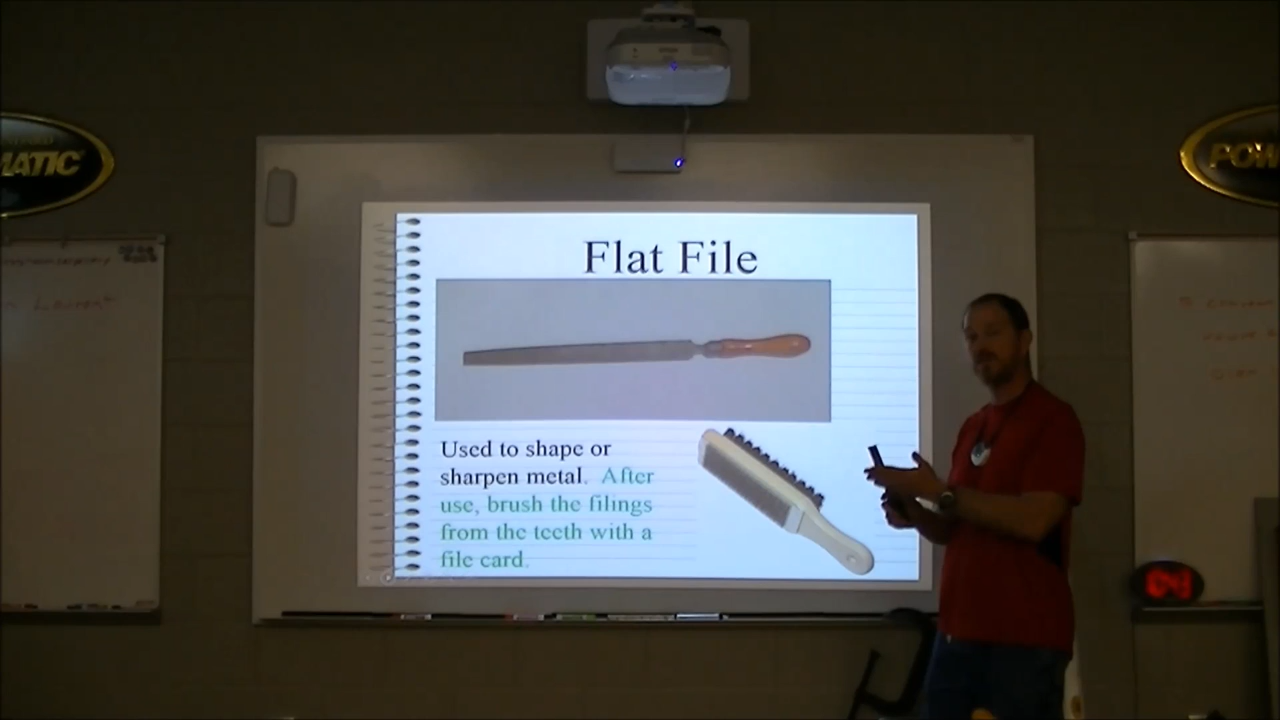 MATIC
POW
Flat File
Used to shape or
sharpen metal. After
use, brush the filings
from the teeth with a
file card.